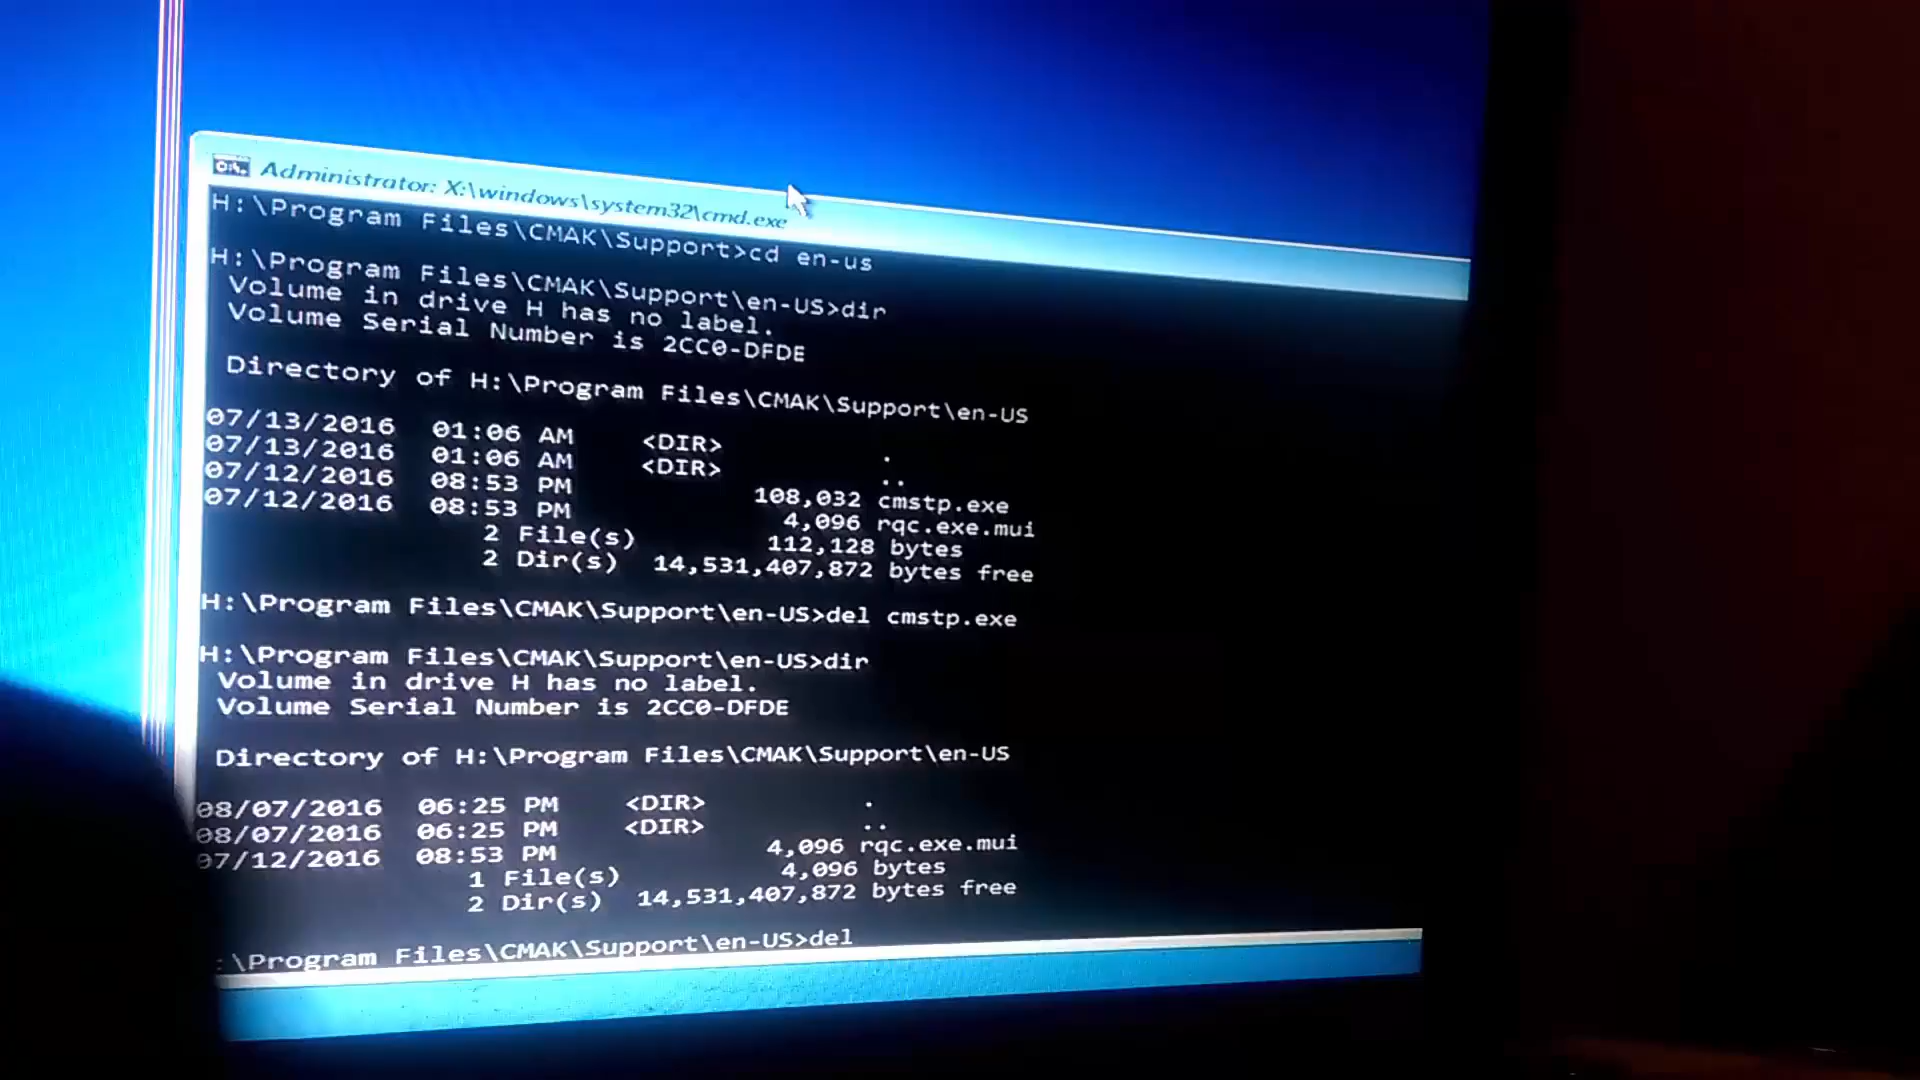 Administrator: X:\windows\system32\cmd.exe
H:\Program Files\CMAK\Support>cd en-us
H:\Program Files\CMAK\Support\en-US>dir
Volume in drive H has no label.
Volume Serial Number is 2CC0-DFDE
Directory of H:\Program Files\CMAK\Support\en-US
07/13/2016 01:06 AM <DIR> .
07/13/2016 01:06 AM <DIR> ..
07/12/2016 08:53 PM 108,032 cmstp.exe
07/12/2016 08:53 PM 4,096 rqc.exe.mui
2 File(s) 112,128 bytes
2 Dir(s) 14,531,407,872 bytes free
H:\Program Files\CMAK\Support\en-US>del cmstp.exe
H:\Program Files\CMAK\Support\en-US>dir
Volume in drive H has no label.
Volume Serial Number is 2CC0-DFDE
Directory of H:\Program Files\CMAK\Support\en-US
08/07/2016 06:25 PM <DIR> .
08/07/2016 06:25 PM <DIR> ..
07/12/2016 08:53 PM 4,096 rqc.exe.mui
1 File(s) 4,096 bytes
2 Dir(s) 14,531,407,872 bytes free
:\Program Files\CMAK\Support\en-US>del